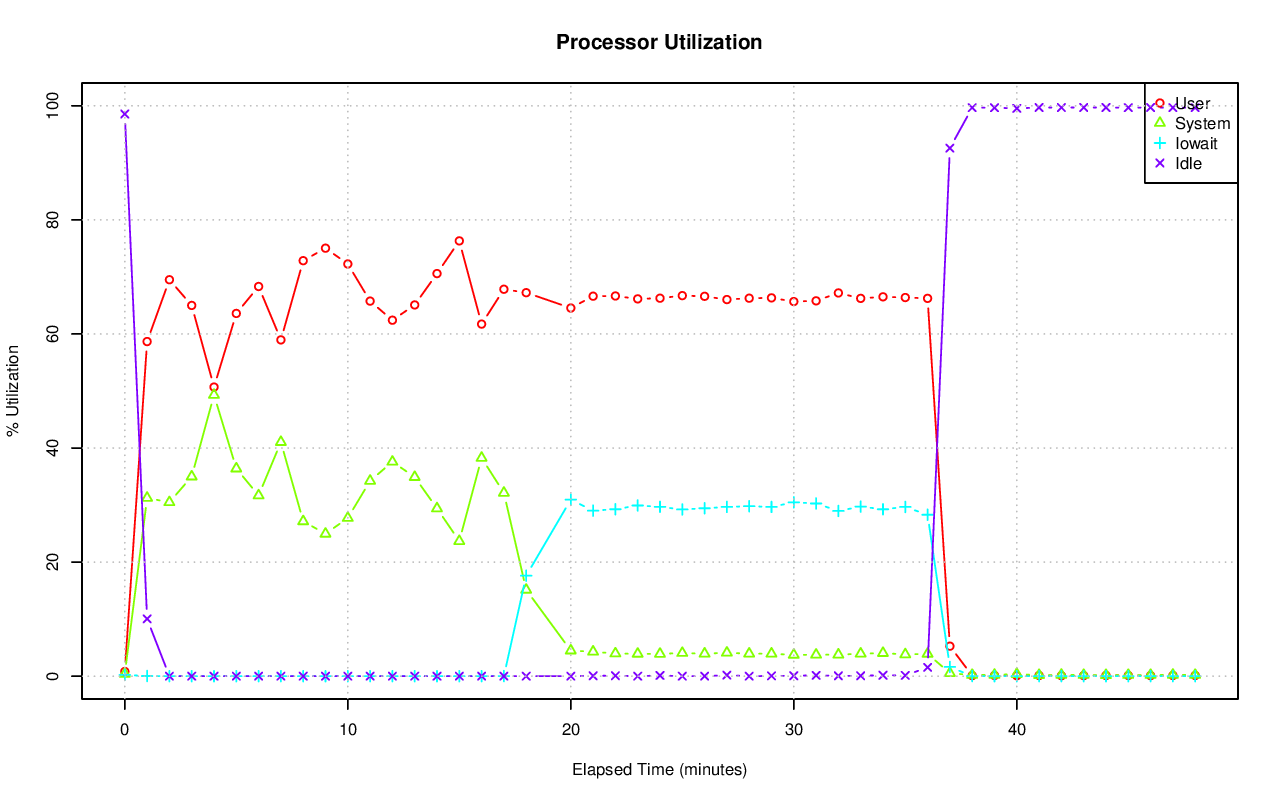 Processor Utilization
100
80
60
40
20
0
% Utilization
User
System
Iowait
Idle
0 10 20 30 40
Elapsed Time (minutes)